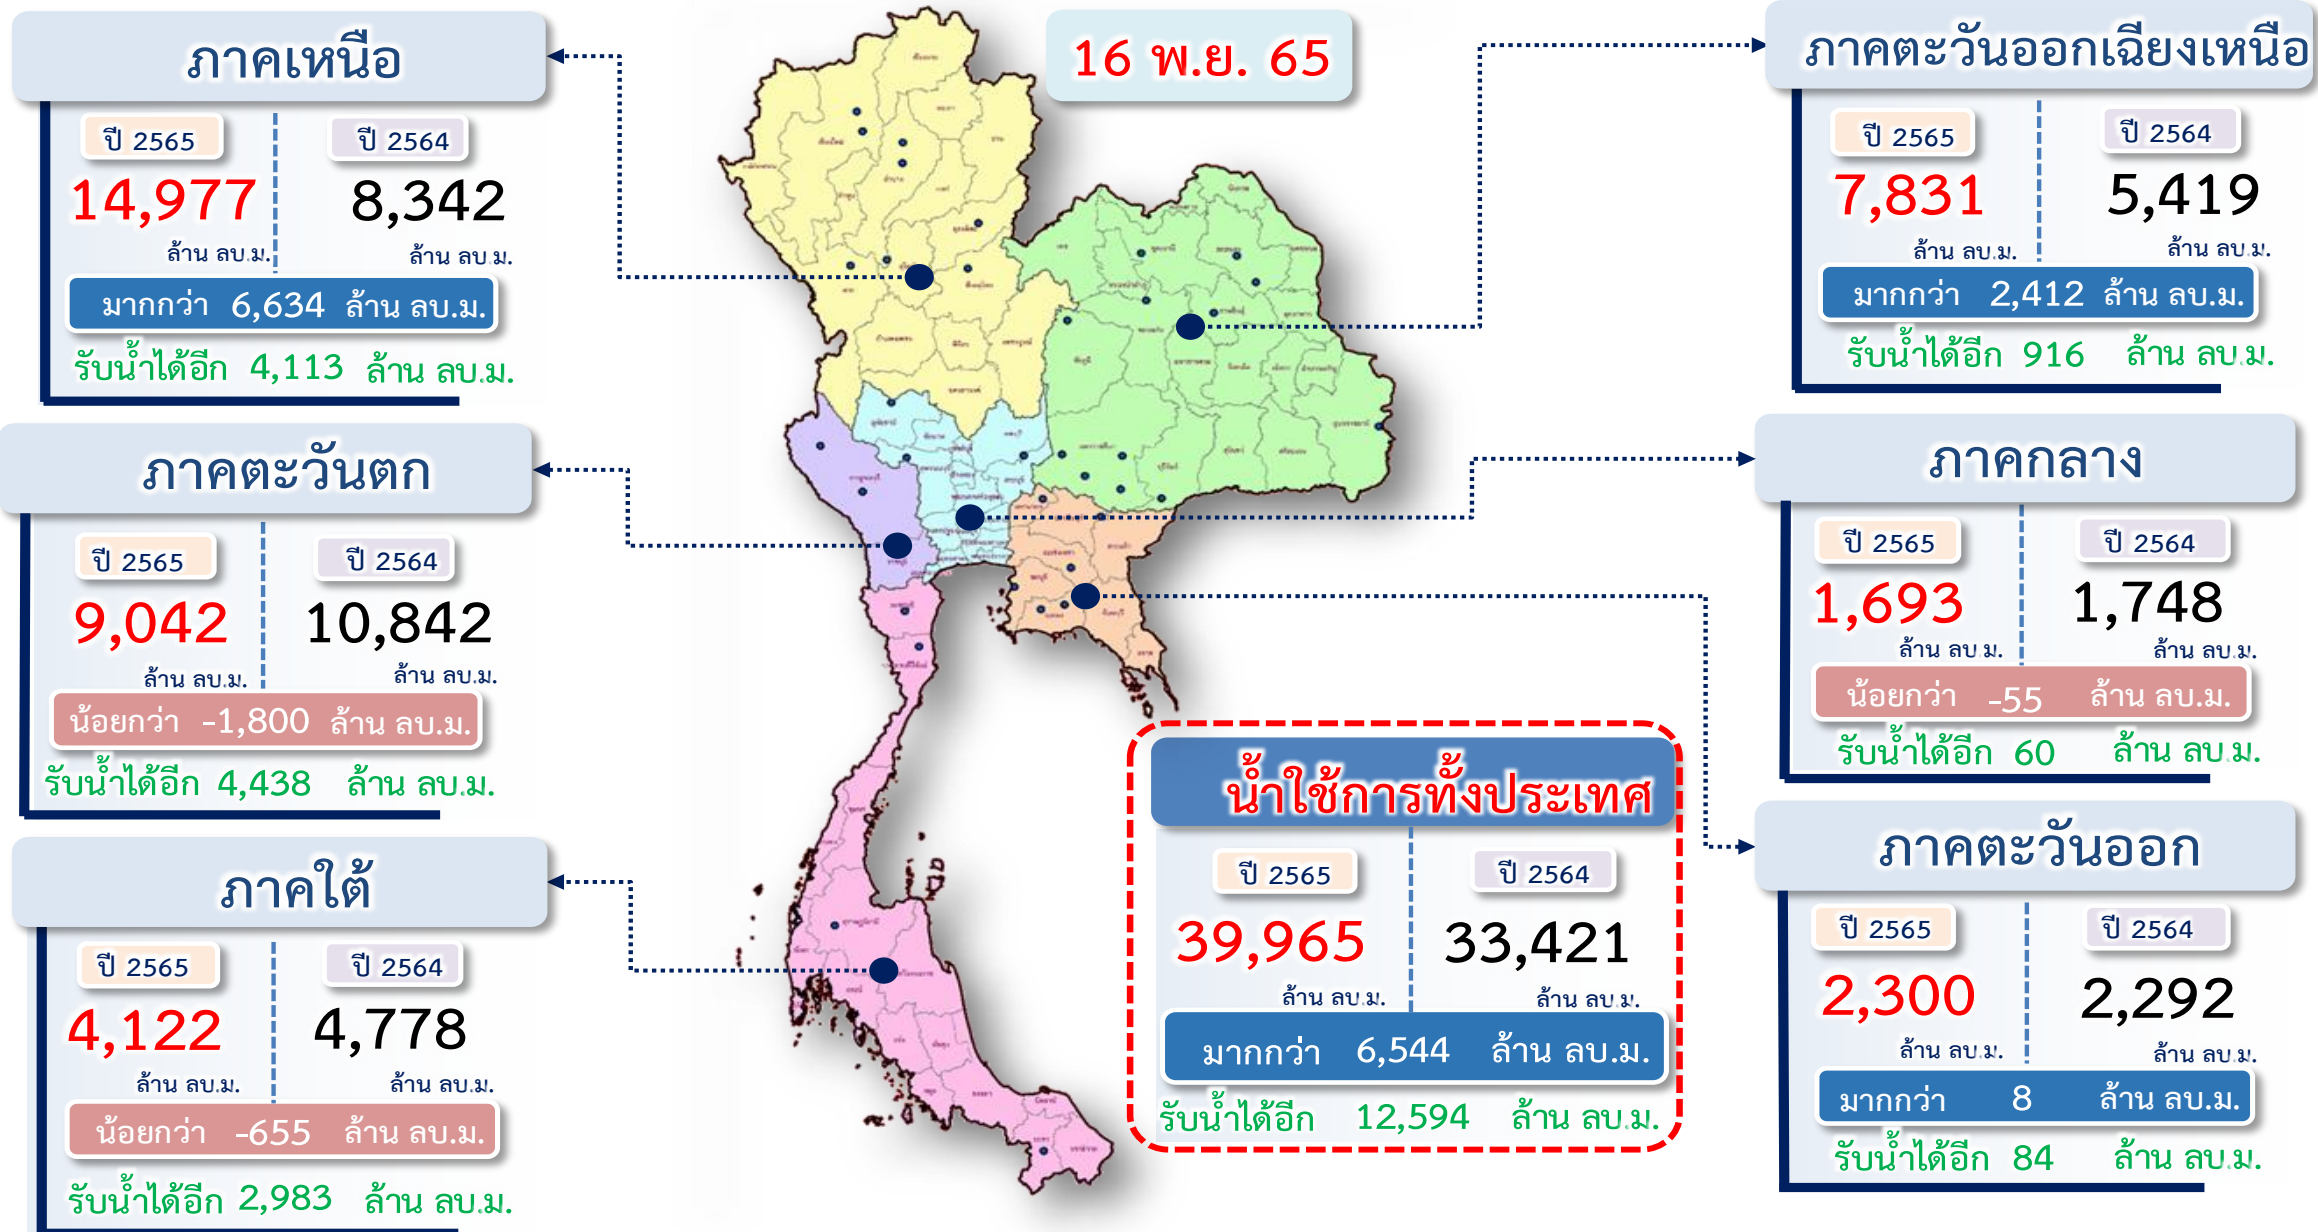 16 พ.ย. 65
ภาคเหนือ
ปี 2565
ปี 2564
14,977
8,342
ล้าน ลบ.ม.
ล้าน ลบ.ม.
มากกว่า 6,634 ล้าน ลบ.ม.
รับน้ำได้อีก 4,113 ล้าน ลบ.ม.
ภาคตะวันตก
ปี 2565
ปี 2564
9,042
10,842
ล้าน ลบ.ม.
ล้าน ลบ.ม.
น้อยกว่า -1,800 ล้าน ลบ.ม.
รับน้ำได้อีก 4,438 ล้าน ลบ.ม.
ภาคใต้
ปี 2565
ปี 2564
4,122
4,778
ล้าน ลบ.ม.
ล้าน ลบ.ม.
น้อยกว่า -655 ล้าน ลบ.ม.
รับน้ำได้อีก 2,983 ล้าน ลบ.ม.
น้ำใช้การทั้งประเทศ
ปี 2565
ปี 2564
39,965
33,421
ล้าน ลบ.ม.
ล้าน ลบ.ม.
มากกว่า 6,544 ล้าน ลบ.ม.
รับน้ำได้อีก 12,594 ล้าน ลบ.ม.
ภาคตะวันออกเฉียงเหนือ
ปี 2565
ปี 2564
7,831
5,419
ล้าน ลบ.ม.
ล้าน ลบ.ม.
มากกว่า 2,412 ล้าน ลบ.ม.
รับน้ำได้อีก 916 ล้าน ลบ.ม.
ภาคกลาง
ปี 2565
ปี 2564
1,693
1,748
ล้าน ลบ.ม.
ล้าน ลบ.ม.
น้อยกว่า -55 ล้าน ลบ.ม.
รับน้ำได้อีก 60 ล้าน ลบ.ม.
ภาคตะวันออก
ปี 2565
ปี 2564
2,300
2,292
ล้าน ลบ.ม.
ล้าน ลบ.ม.
มากกว่า 8 ล้าน ลบ.ม.
รับน้ำได้อีก 84 ล้าน ลบ.ม.